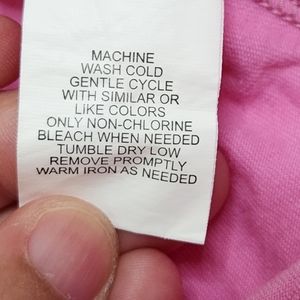 MACHINE
WASH COLD
GENTLE CYCLE
WITH SIMILAR OR
LIKE COLORS
ONLY NON-CHLORINE
BLEACH WHEN NEEDED
TUMBLE DRY LOW
REMOVE PROMPTLY
WARM IRON AS NEEDED